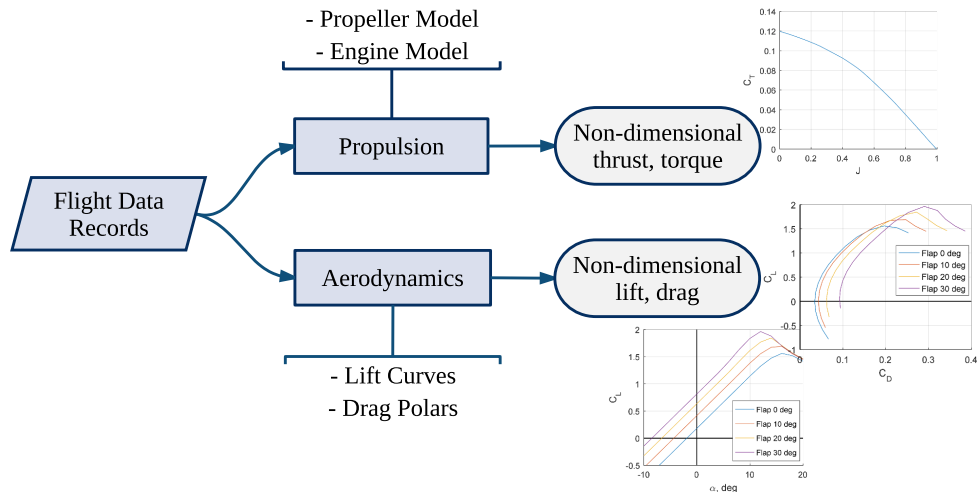 - Propeller Model
- Engine Model
Propulsion
Non-dimensional
thrust, torque
Flight Data
Records
Aerodynamics
Non-dimensional
lift, drag
- Lift Curves
- Drag Polars
0.14
0.12
0.1
0.08
0.06
0.04
0.02
0
C_T
0 0.2 0.4 0.6 0.8 1
J
2
1.5
1
0.5
0
-0.5
-1
C_L
Flap 0 deg
Flap 10 deg
Flap 20 deg
Flap 30 deg
0 0.1 0.2 0.3 0.4
C_D
2
1.5
1
0.5
0
-0.5
C_L
Flap 0 deg
Flap 10 deg
Flap 20 deg
Flap 30 deg
-10 0 10 20
α, deg